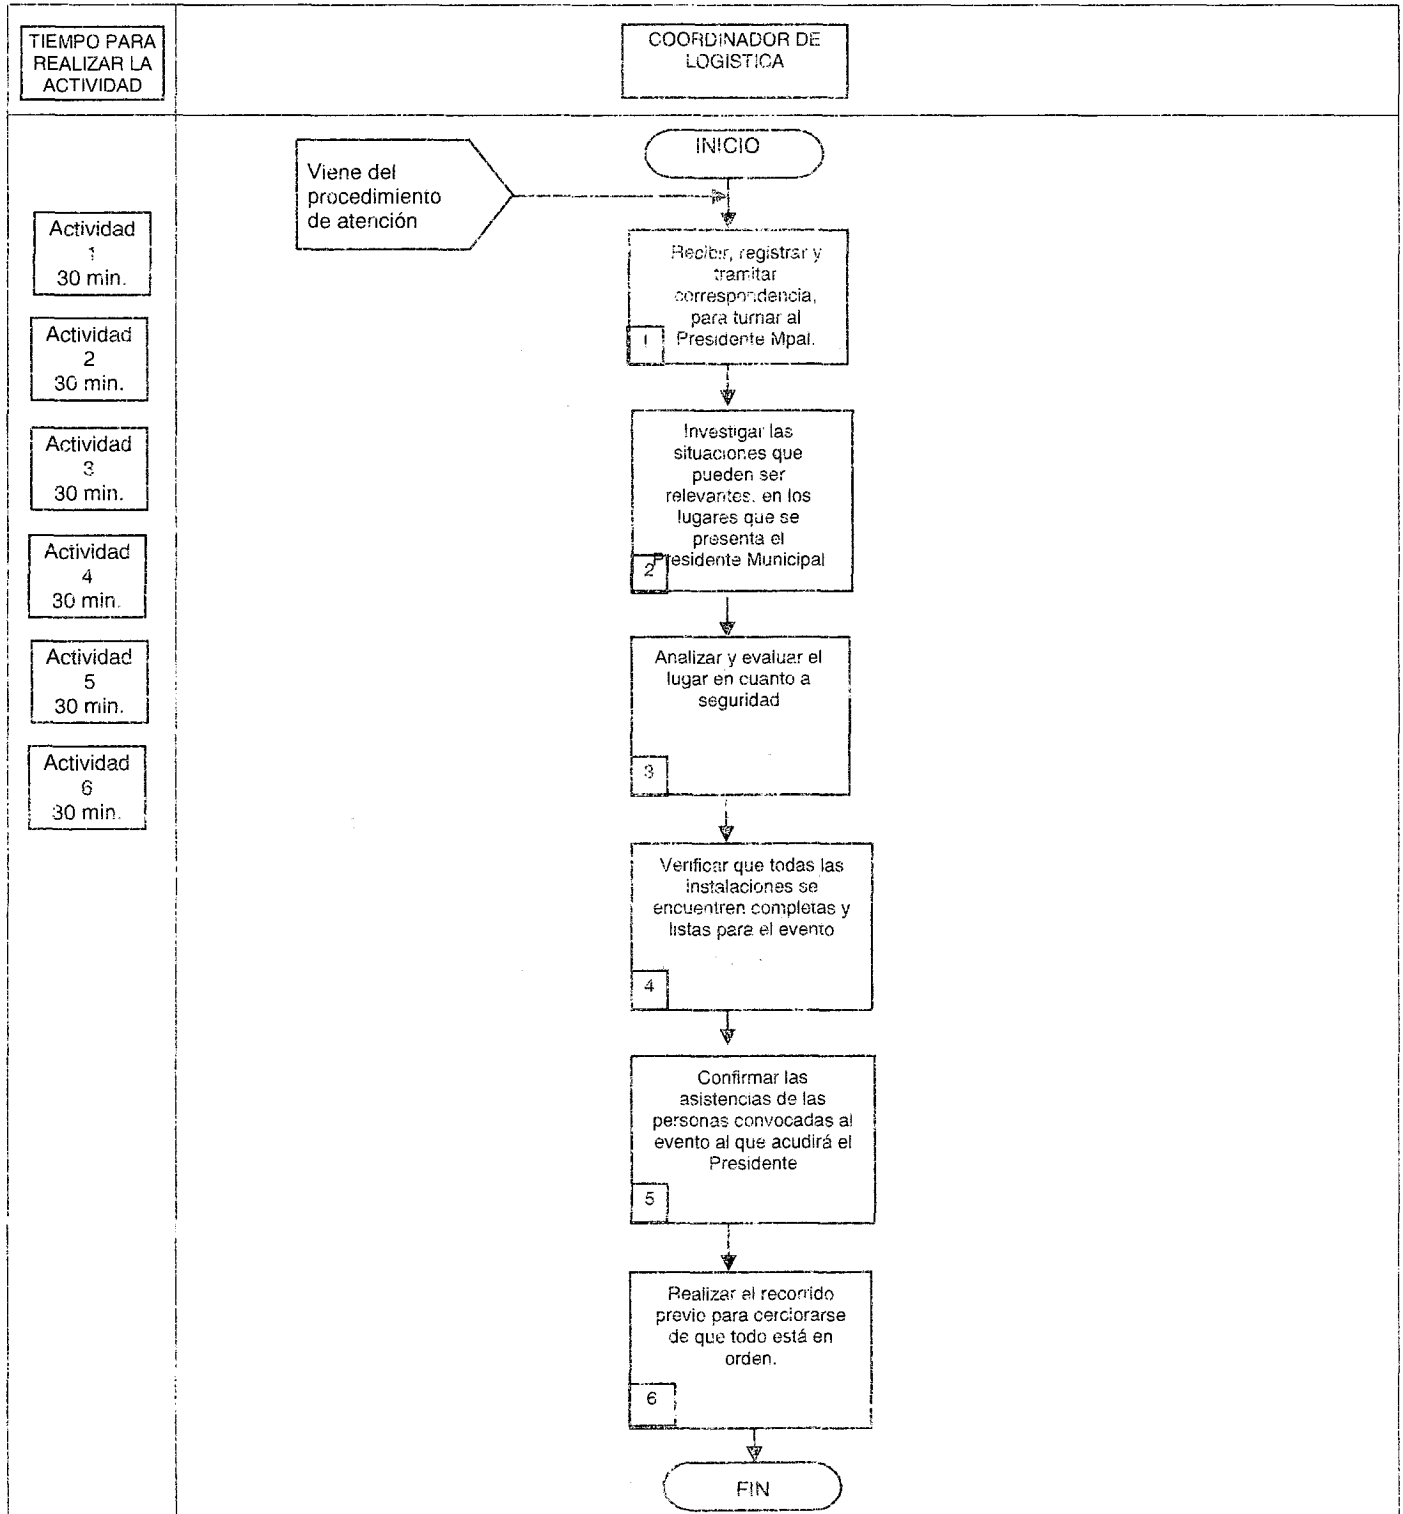 TIEMPO PARA
REALIZAR LA
ACTIVIDAD
COORDINADOR DE
LOGISTICA
INICIO
Viene del
procedimiento
de atención
Actividad
1
30 min.
Actividad
2
30 min.
Actividad
3
30 min.
Actividad
4
30 min.
Actividad
5
30 min.
Actividad
6
30 min.
Recibir, registrar y
tramitar
correspondencia,
para turnar al
Presidente Mpal.
1
Investigar las
situaciones que
pueden ser
relevantes, en los
lugares que se
presenta el
Presidente Municipal
2
Analizar y evaluar el
lugar en cuanto a
seguridad
3
Verificar que todas las
instalaciones se
encuentren completas y
listas para el evento
4
Confirmar las
asistencias de las
personas convocadas al
evento al que acudirá el
Presidente
5
Realizar el recorrido
previo para cerciorarse
de que todo está en
orden.
6
FIN